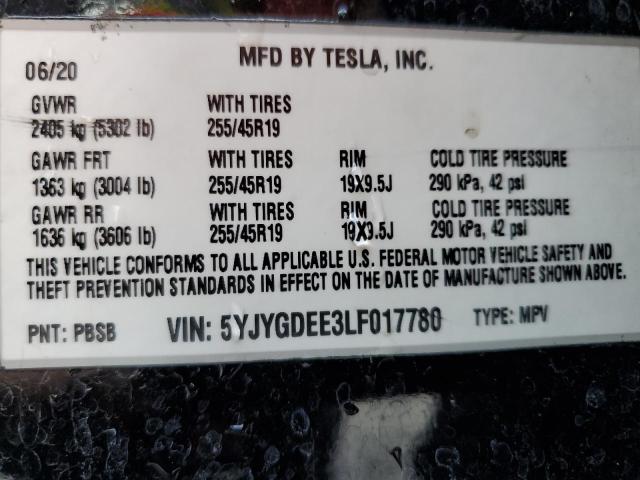 06/20 MFD BY TESLA, INC.
GVWR WITH TIRES
2405 kg (5302 lb) 255/45R19
GAWR FRT WITH TIRES RIM COLD TIRE PRESSURE
1363 kg (3004 lb) 255/45R19 19X9.5J 290 kPa, 42 psi
GAWR RR WITH TIRES RIM COLD TIRE PRESSURE
1636 kg (3606 lb) 255/45R19 19X9.5J 290 kPa, 42 psi
THIS VEHICLE CONFORMS TO ALL APPLICABLE U.S. FEDERAL MOTOR VEHICLE SAFETY AND
THEFT PREVENTION STANDARDS IN EFFECT ON THE DATE OF MANUFACTURE SHOWN ABOVE.
PNT: PBSB VIN: 5YJYGDEE3LF017780 TYPE: MPV